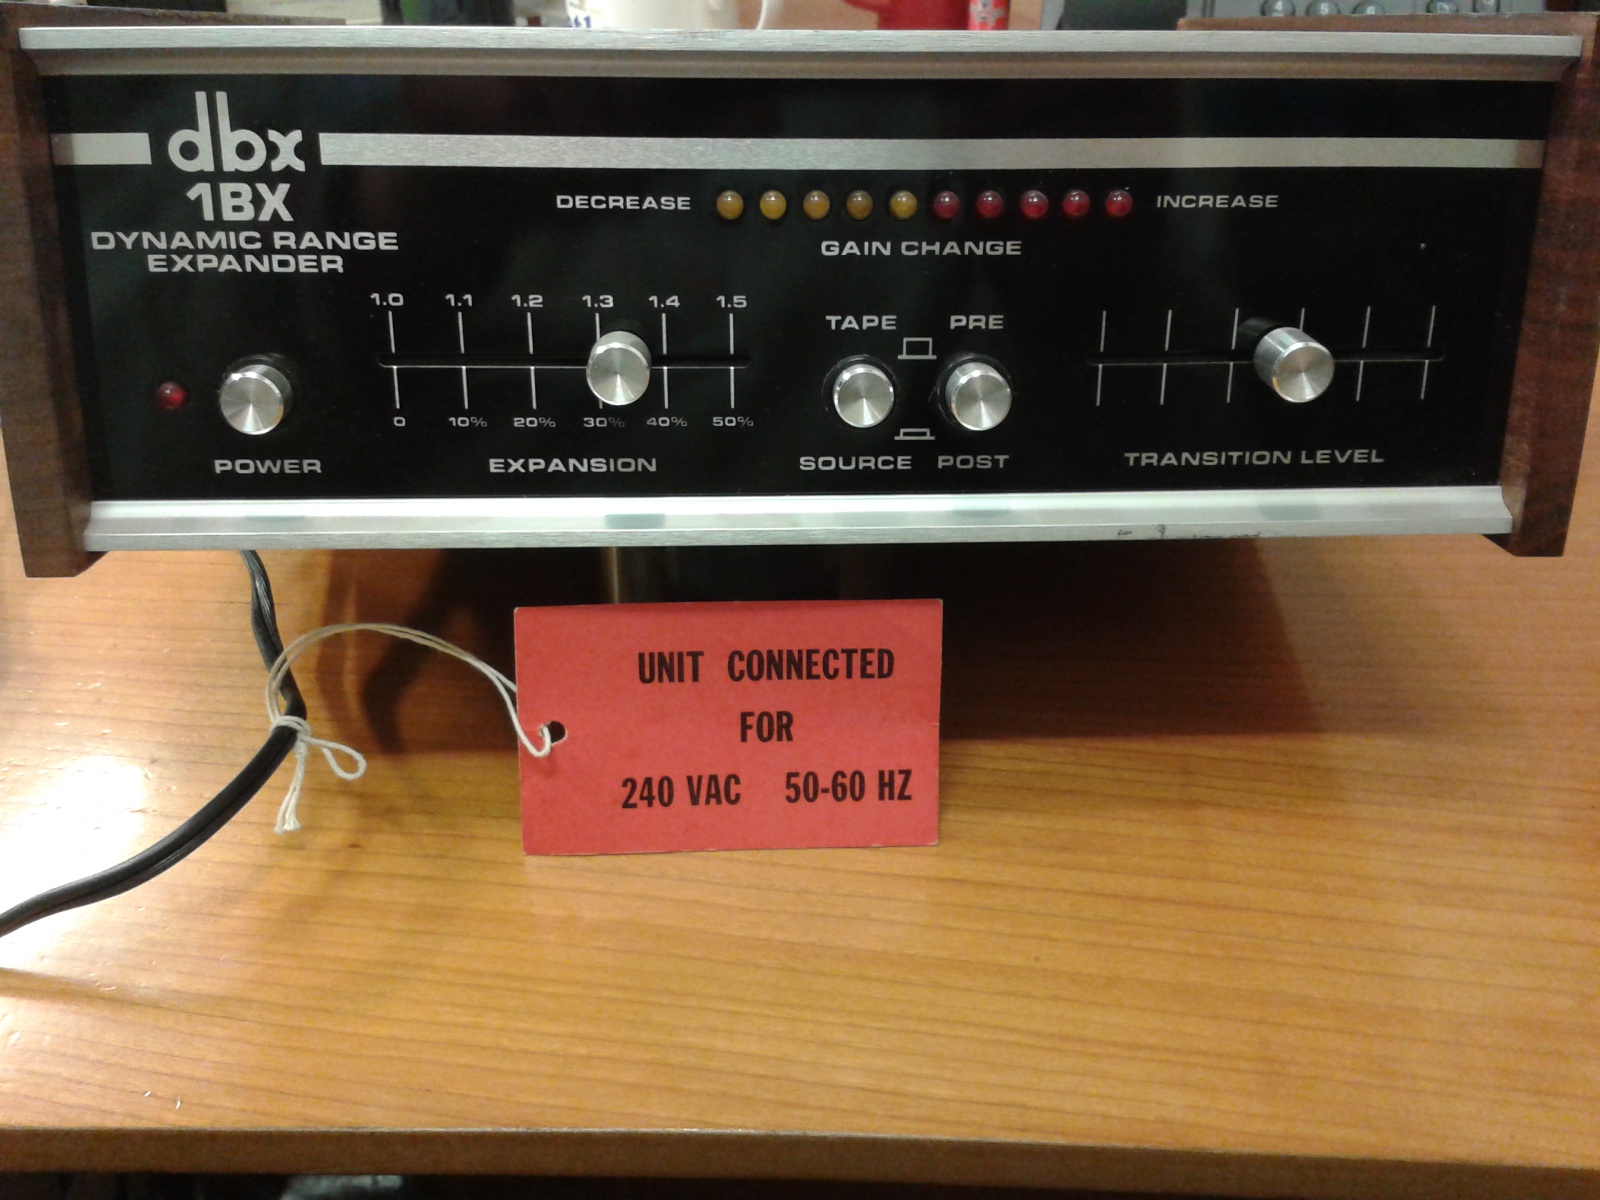 dbx
1BX
DYNAMIC RANGE
EXPANDER
DECREASE INCREASE
GAIN CHANGE
1.0 1.1 1.2 1.3 1.4 1.5
TAPE PRE
0 10% 20% 30% 40% 50%
POWER EXPANSION SOURCE POST TRANSITION LEVEL
UNIT CONNECTED
FOR
240 VAC 50-60 HZ